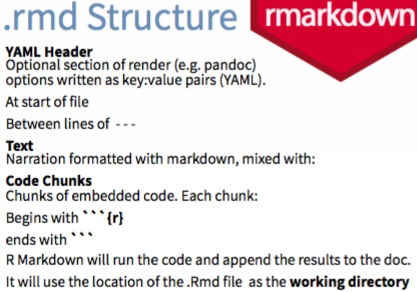 .rmd Structure
rmarkdown
YAML Header
Optional section of render (e.g. pandoc)
options written as key:value pairs (YAML).
At start of file
Between lines of - - -
Text
Narration formatted with markdown, mixed with:
Code Chunks
Chunks of embedded code. Each chunk:
Begins with ```{r}
ends with ```
R Markdown will run the code and append the results to the doc.
It will use the location of the .Rmd file as the working directory